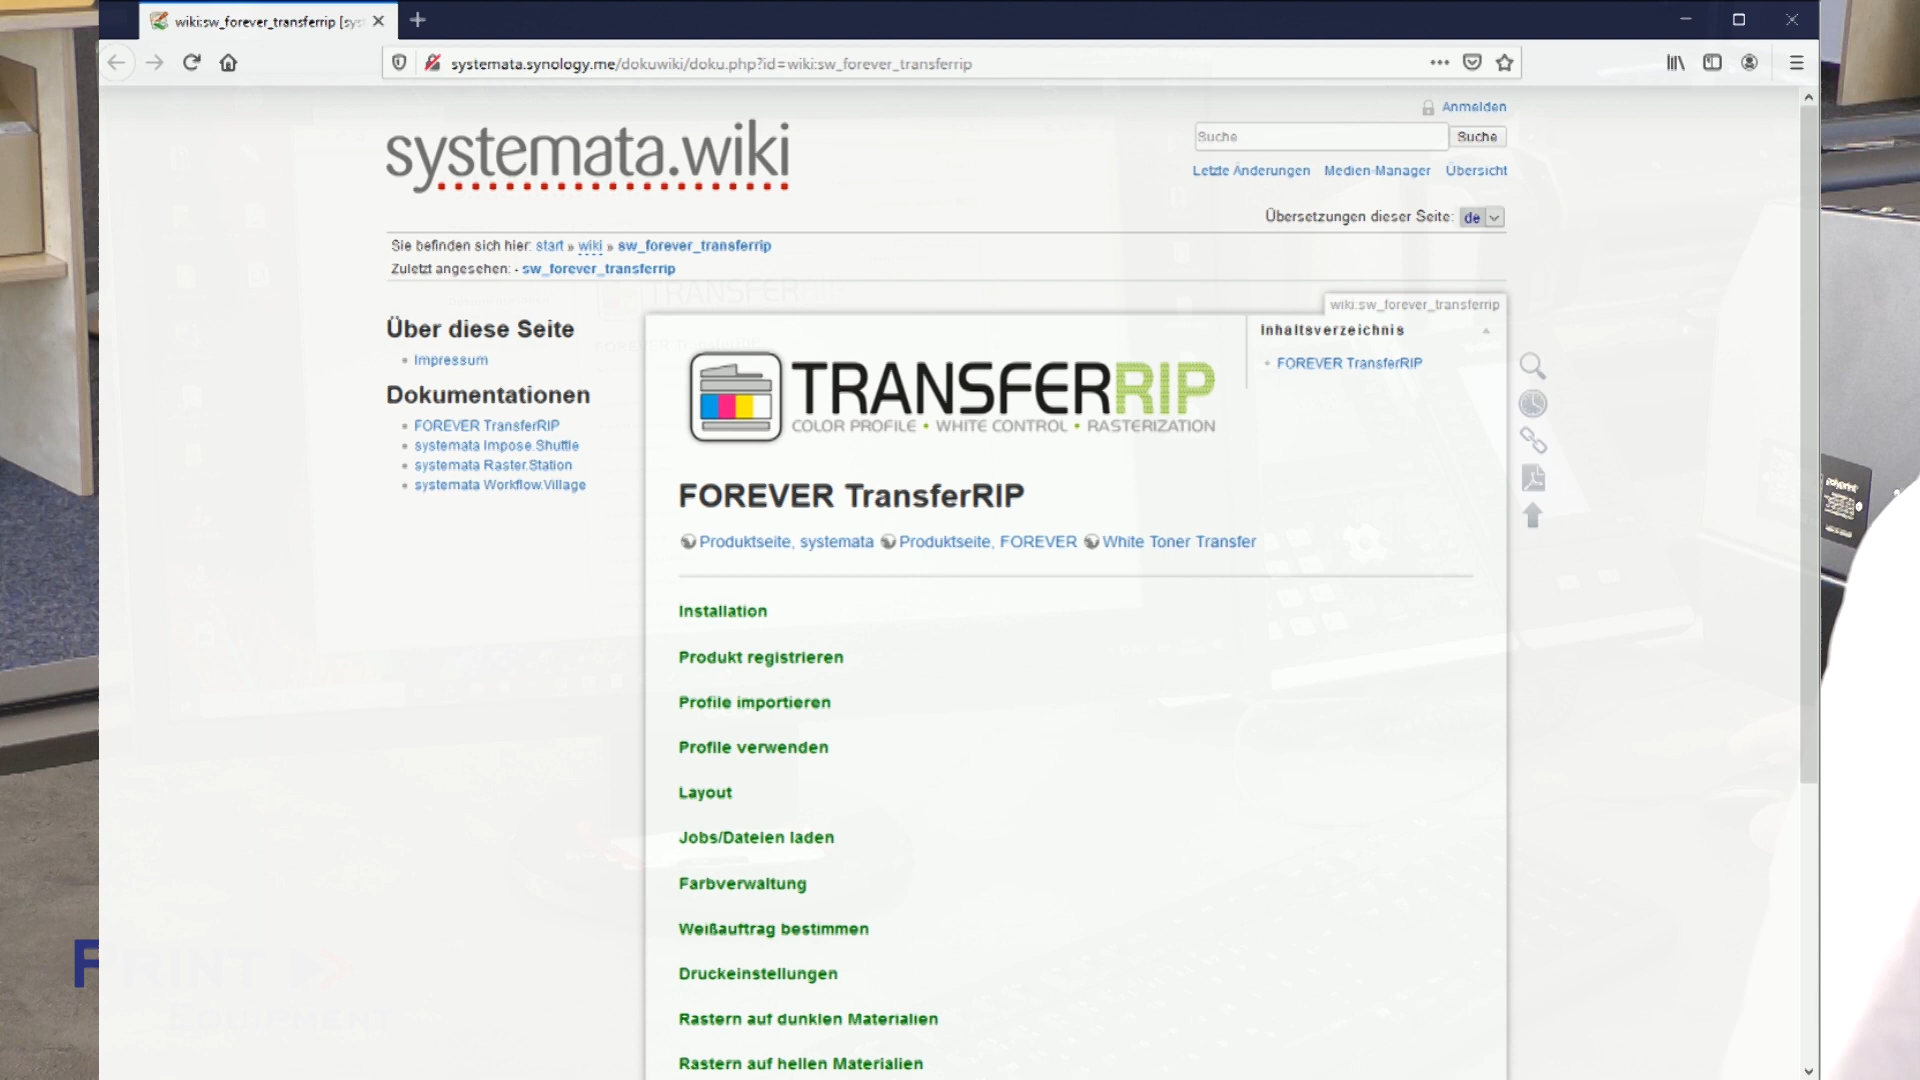 wiki:sw_forever_transferrip [sys
systemata.synology.me/dokuwiki/doku.php?id=wiki:sw_forever_transferrip
Anmelden
systemata.wiki
Suche Suche
Letzte Änderungen Medien-Manager Übersicht
Übersetzungen dieser Seite: de
Sie befinden sich hier: start » wiki » sw_forever_transferrip
Zuletzt angesehen: • sw_forever_transferrip
wiki:sw_forever_transferrip
Über diese Seite
Impressum
Dokumentationen
FOREVER TransferRIP
systemata Impose.Shuttle
systemata Raster.Station
systemata Workflow.Village
Inhaltsverzeichnis
FOREVER TransferRIP
TRANSFERRIP
COLOR PROFILE • WHITE CONTROL • RASTERIZATION
FOREVER TransferRIP
Produktseite, systemata Produktseite, FOREVER White Toner Transfer
Installation
Produkt registrieren
Profile importieren
Profile verwenden
Layout
Jobs/Dateien laden
Farbverwaltung
Weißauftrag bestimmen
Druckeinstellungen
Rastern auf dunklen Materialien
Rastern auf hellen Materialien
PRINT
EQUIPMENT